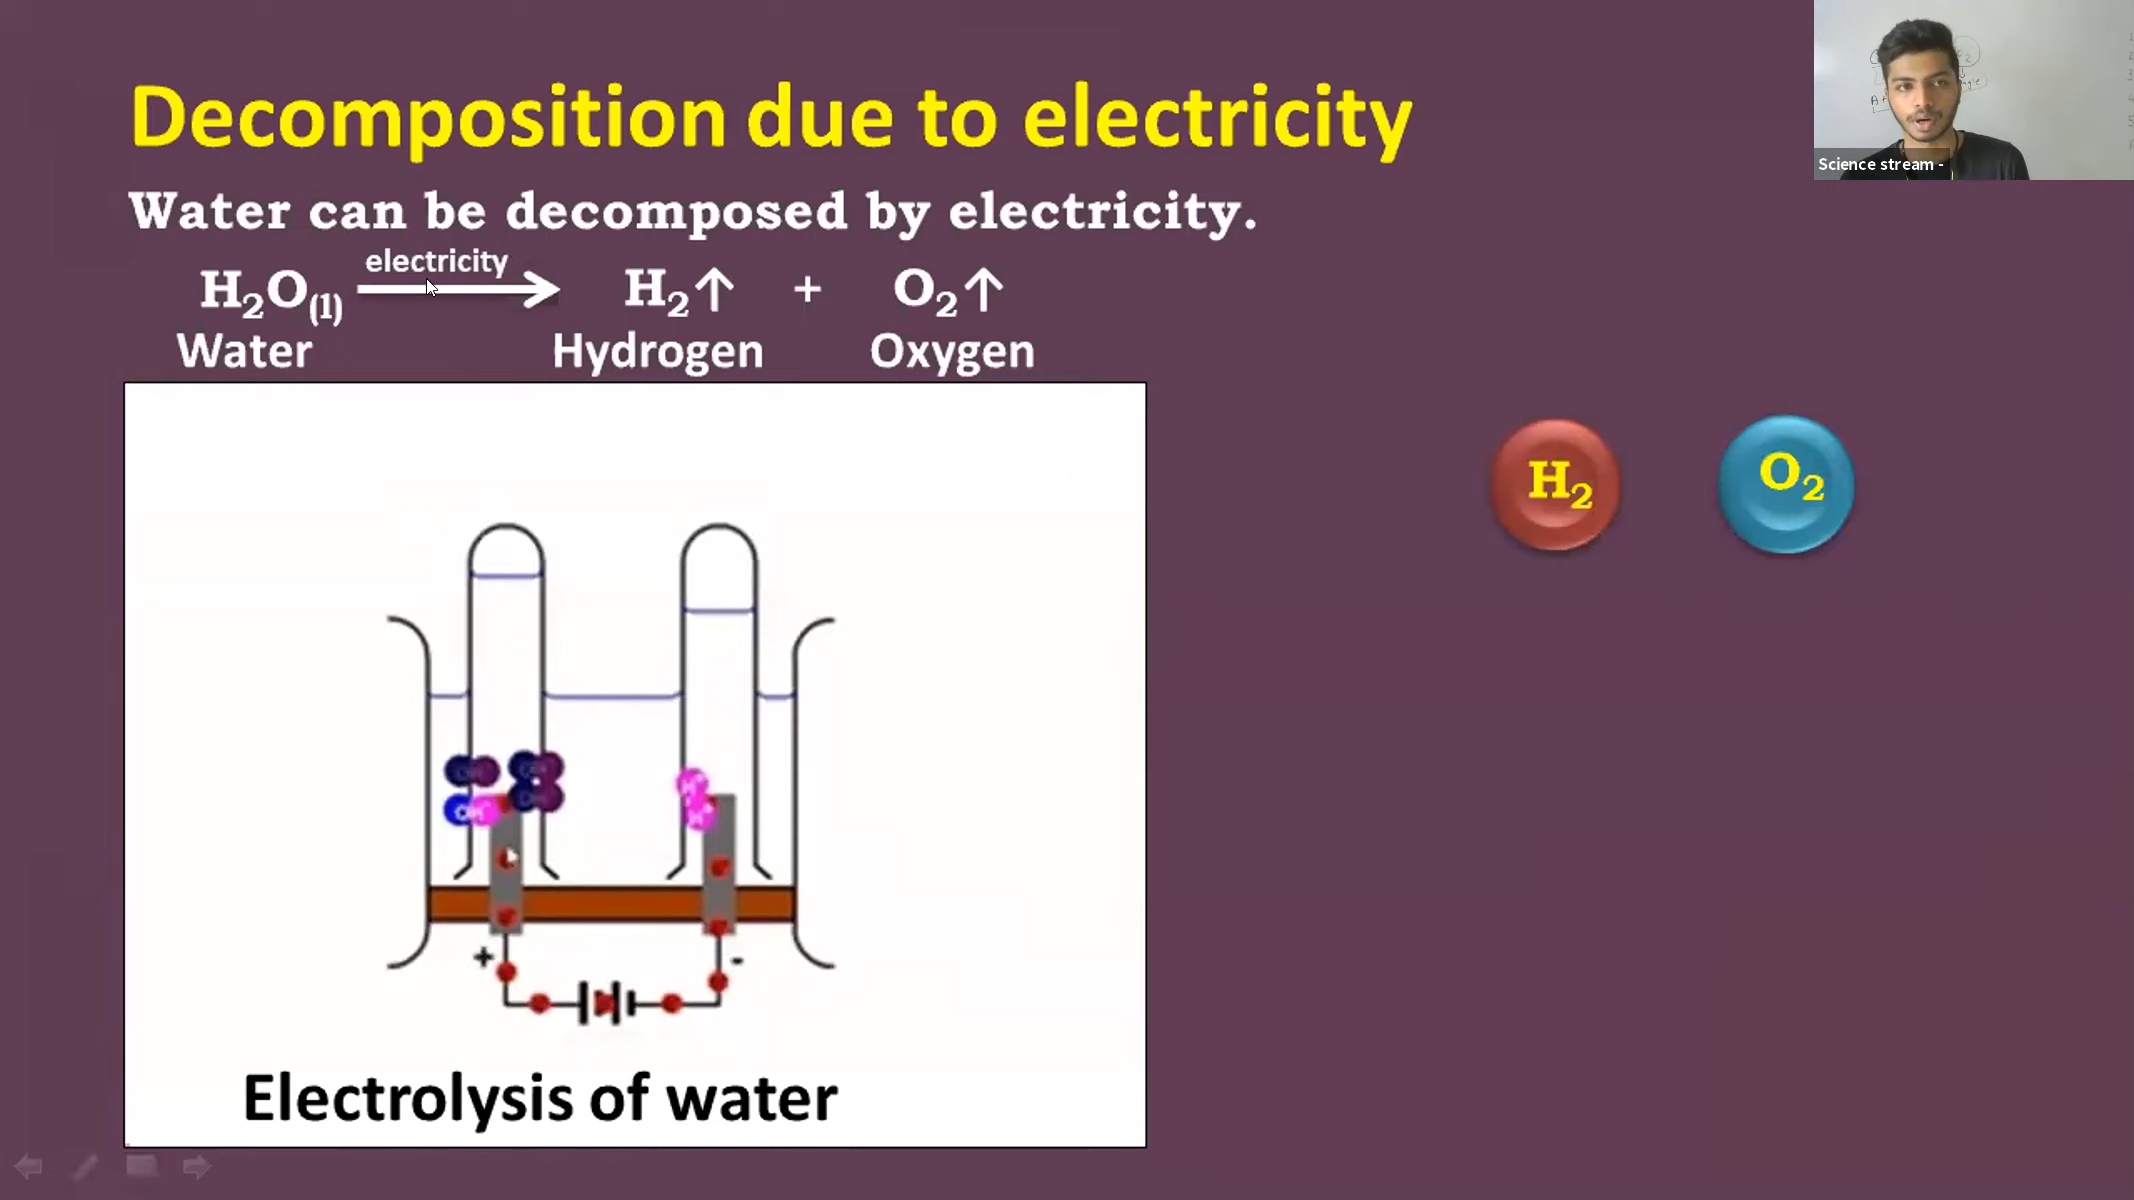 Decomposition due to electricity
Water can be decomposed by electricity.
electricity
H₂O(l) → H₂↑ + O₂↑
Water Hydrogen Oxygen
H₂ O₂
+ -
Electrolysis of water
Science stream -